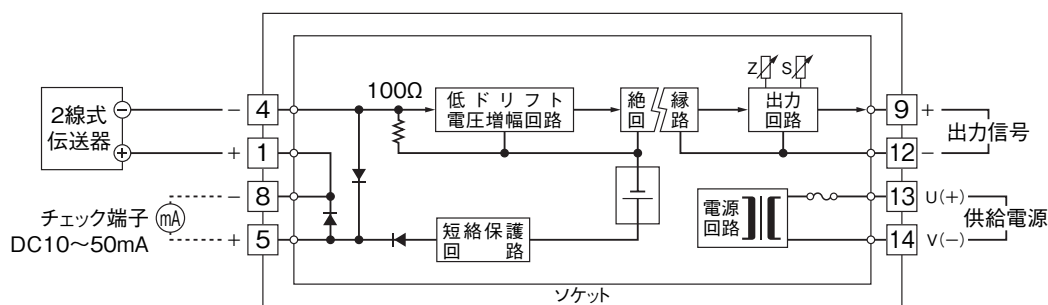 2線式
伝送器
−
+
− 4
+ 1
− 8
+ 5
チェック端子
DC10〜50mA
mA
100Ω
低ドリフト
電圧増幅回路
絶縁
回路
Z S
出力
回路
短絡保護
回 路
電源
回路
9 +
12 −
出力信号
13 U(+)
14 V(−)
供給電源
ソケット